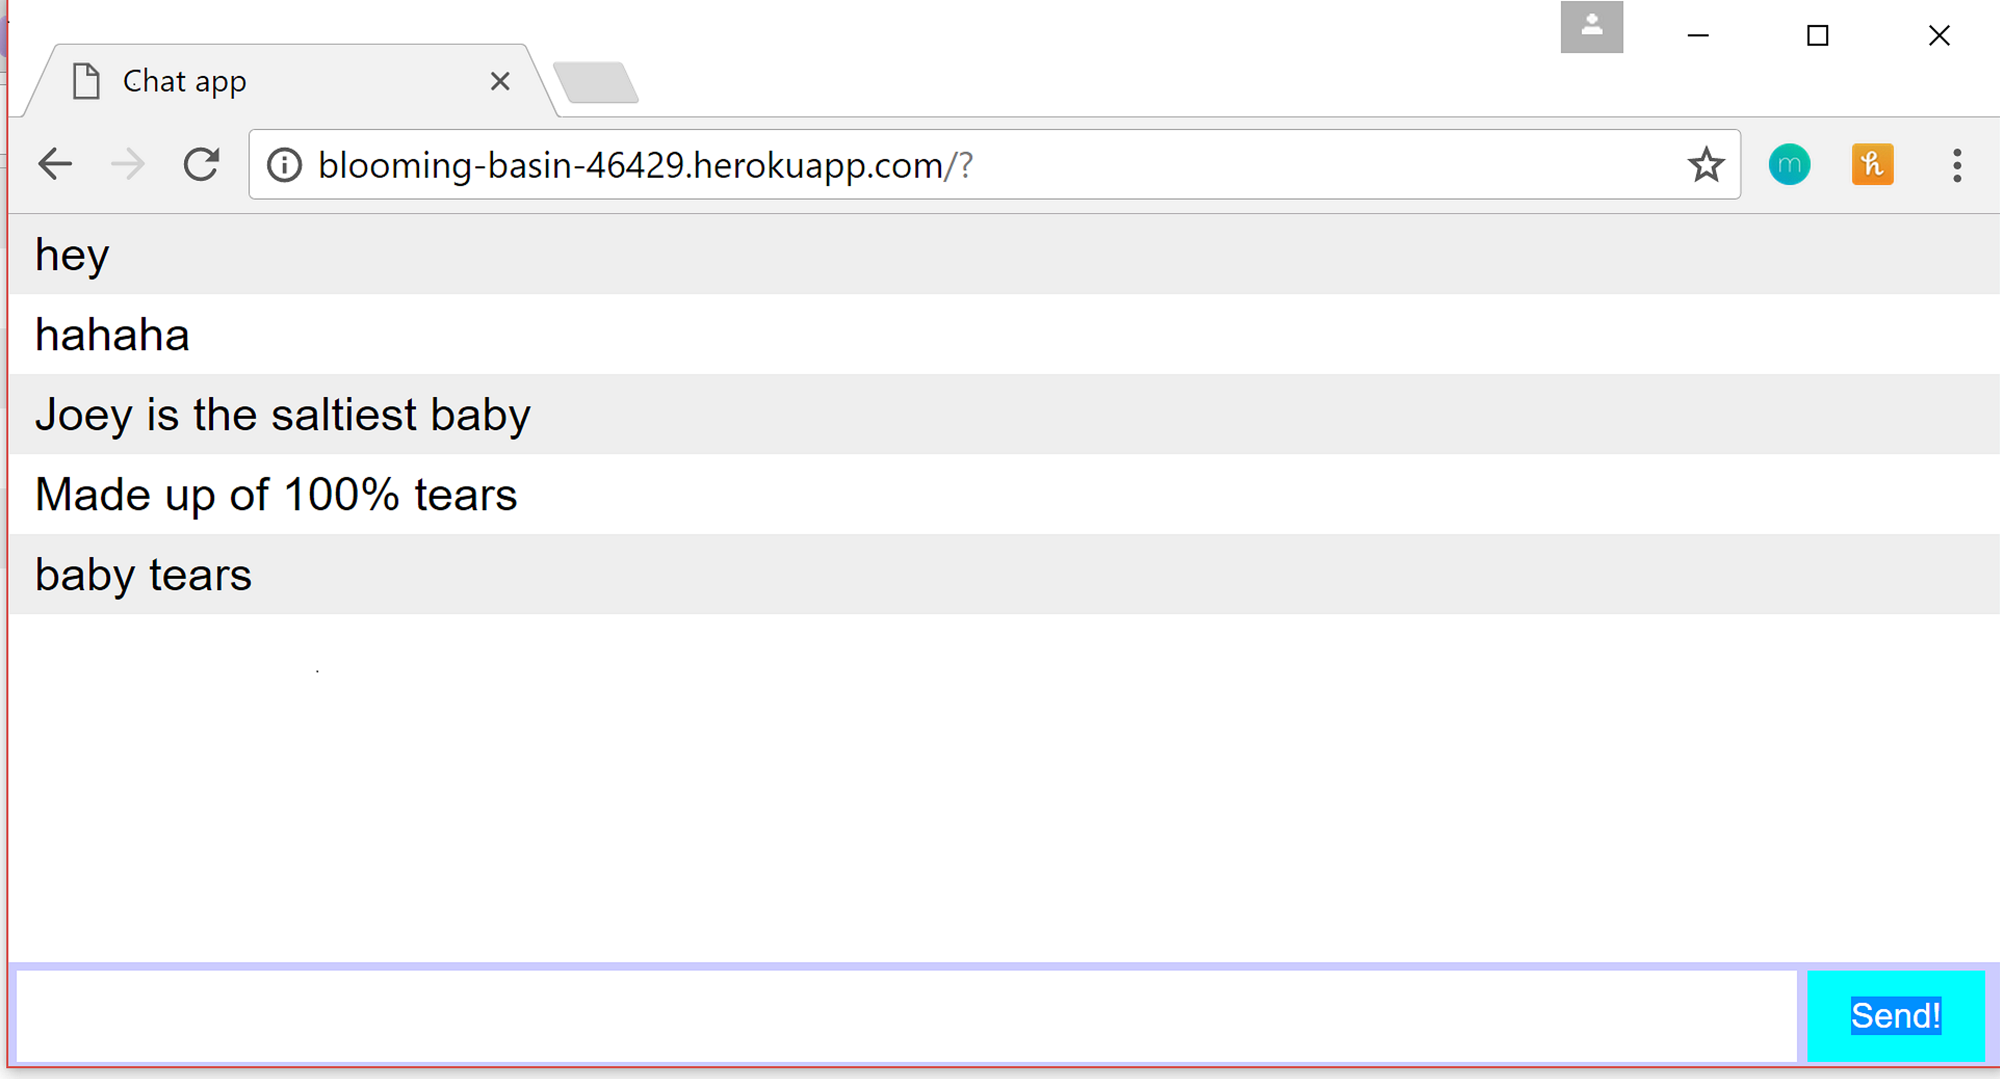 Chat app
blooming-basin-46429.herokuapp.com/?
m
h
hey
hahaha
Joey is the saltiest baby
Made up of 100% tears
baby tears
Send!